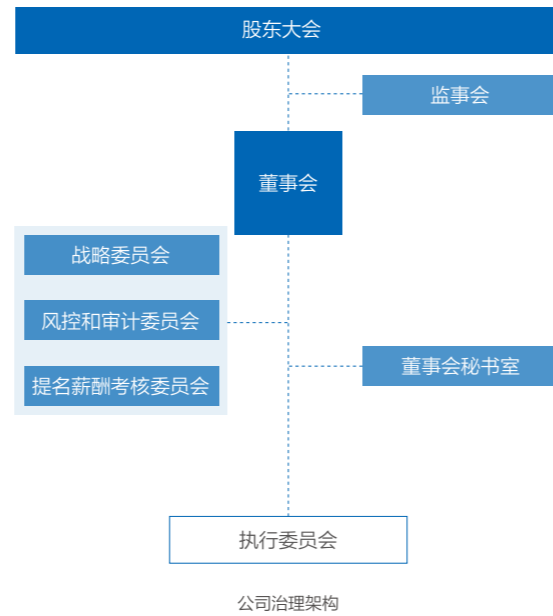 股东大会
监事会
董事会
战略委员会
风控和审计委员会
提名薪酬考核委员会
董事会秘书室
执行委员会
公司治理架构